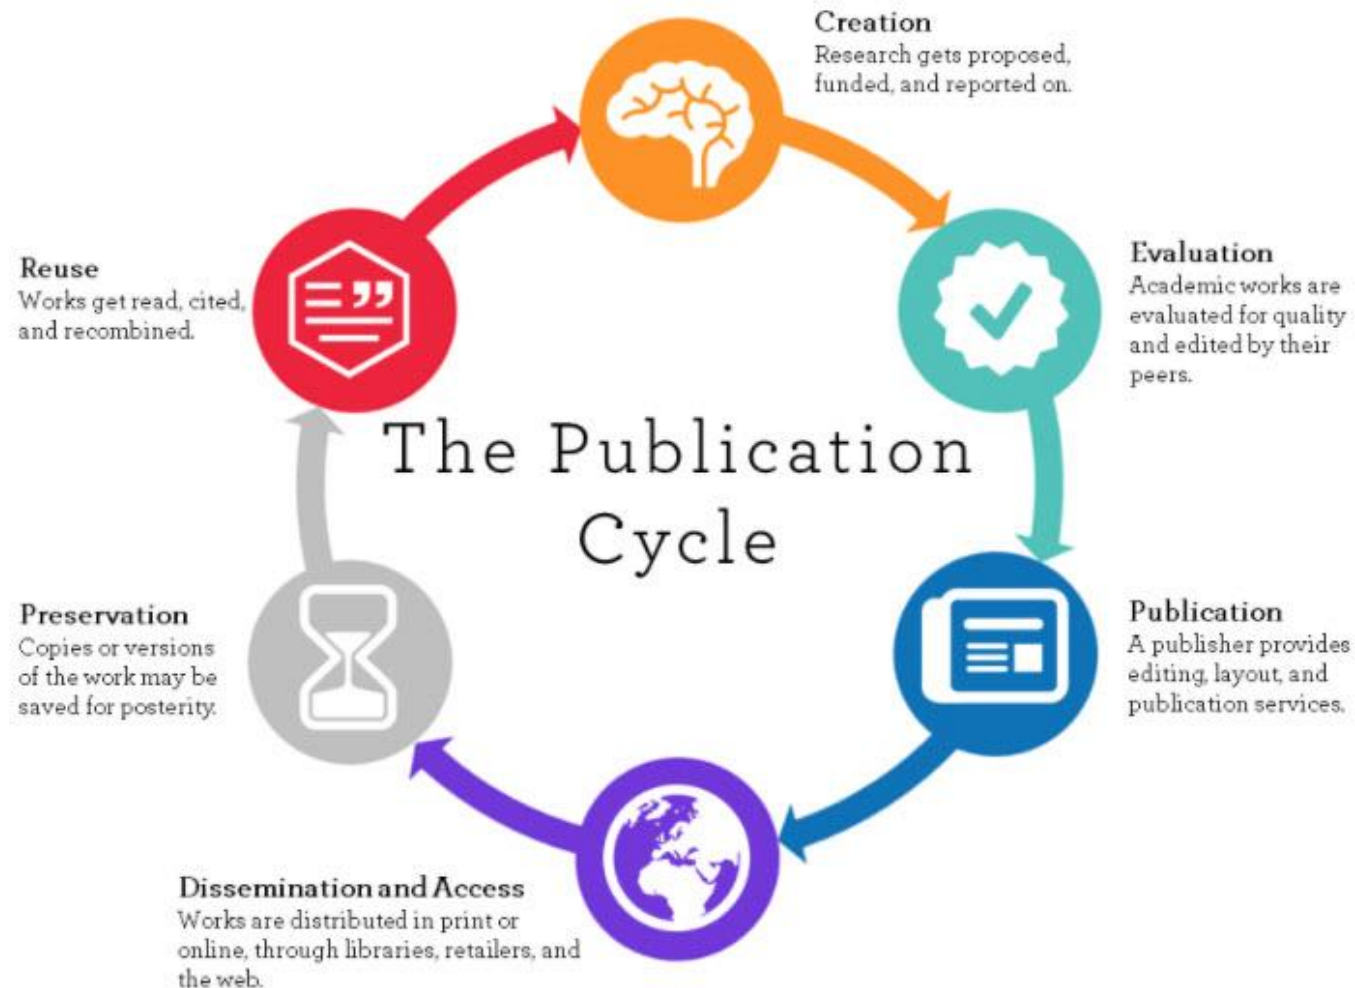 Creation
Research gets proposed,
funded, and reported on.
Evaluation
Academic works are
evaluated for quality
and edited by their
peers.
Publication
A publisher provides
editing, layout, and
publication services.
Dissemination and Access
Works are distributed in print or
online, through libraries, retailers, and
the web.
Preservation
Copies or versions
of the work may be
saved for posterity.
Reuse
Works get read, cited,
and recombined.
The Publication
Cycle